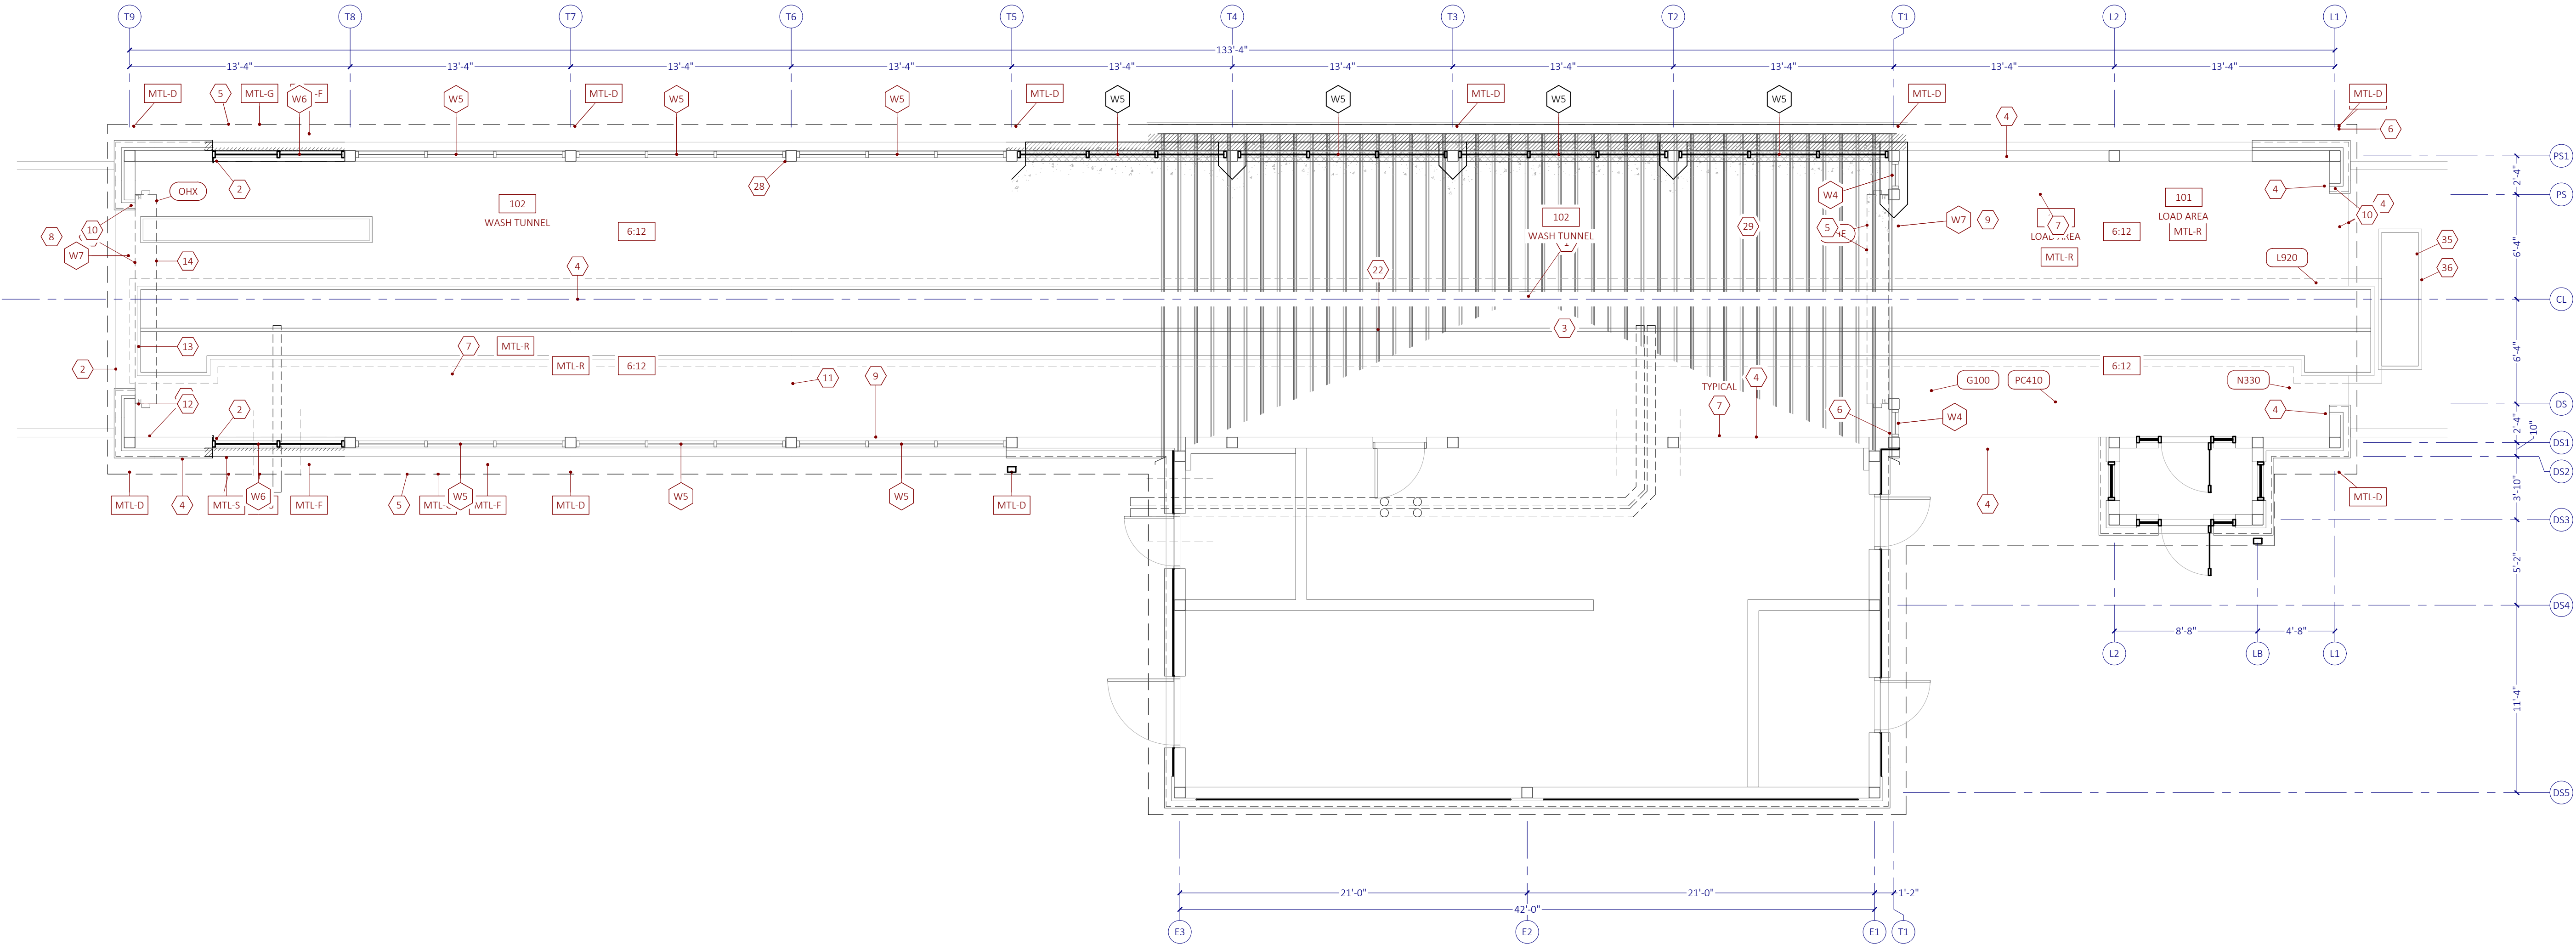 T9 T8 T7 T6 T5 T4 T3 T2 T1 L2 L1
133'-4"
13'-4" 13'-4" 13'-4" 13'-4" 13'-4" 13'-4" 13'-4" 13'-4" 13'-4" 13'-4"
MTL-D 5 MTL-G W6 -F W5 MTL-D W5 W5 MTL-D W5 W5 MTL-D W5 W5 MTL-D 4 MTL-D
6
PS1
2'-4"
OHX 2 28 W4 4 PS
102
WASH TUNNEL
102
WASH TUNNEL
101
LOAD AREA
MTL-R
10 8 W7 6:12 29 5 W7 9 7 6:12 4 10
LOAD AREA
MTL-R
14 4 22 L920 35 36
6'-4"
CL
3
13 7 MTL-R
2 MTL-R 6:12 11 9 6:12
6'-4"
TYPICAL
7 4 G100 PC410 N330
12 2 6 W4 4 DS
2'-4"
DS1
10"
DS2
MTL-D 4 MTL-S W6 MTL-F 5 W5 MTL-F MTL-D W5 W5 MTL-D 4 MTL-D
3'-10"
DS3
5'-2"
DS4
8'-8" 4'-8"
L2 LB L1
11'-4"
DS5
21'-0" 21'-0" 1'-2"
42'-0"
E3 E2 E1 T1